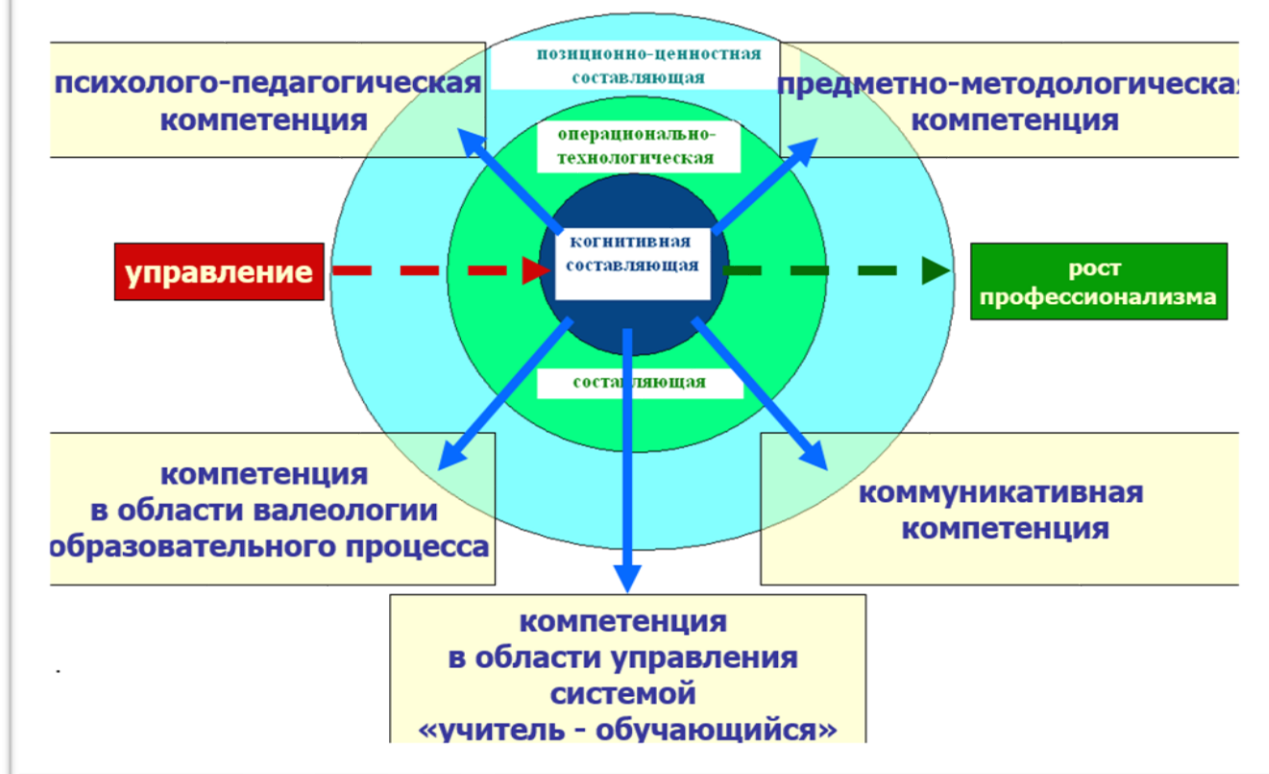 позиционно-ценностная
составляющая
психолого-педагогическая
компетенция
предметно-методологическая
компетенция
операционально-
технологическая
когнитивная
составляющая
управление
рост
профессионализма
составляющая
компетенция
в области валеологии
образовательного процесса
коммуникативная
компетенция
компетенция
в области управления
системой
«учитель - обучающийся»